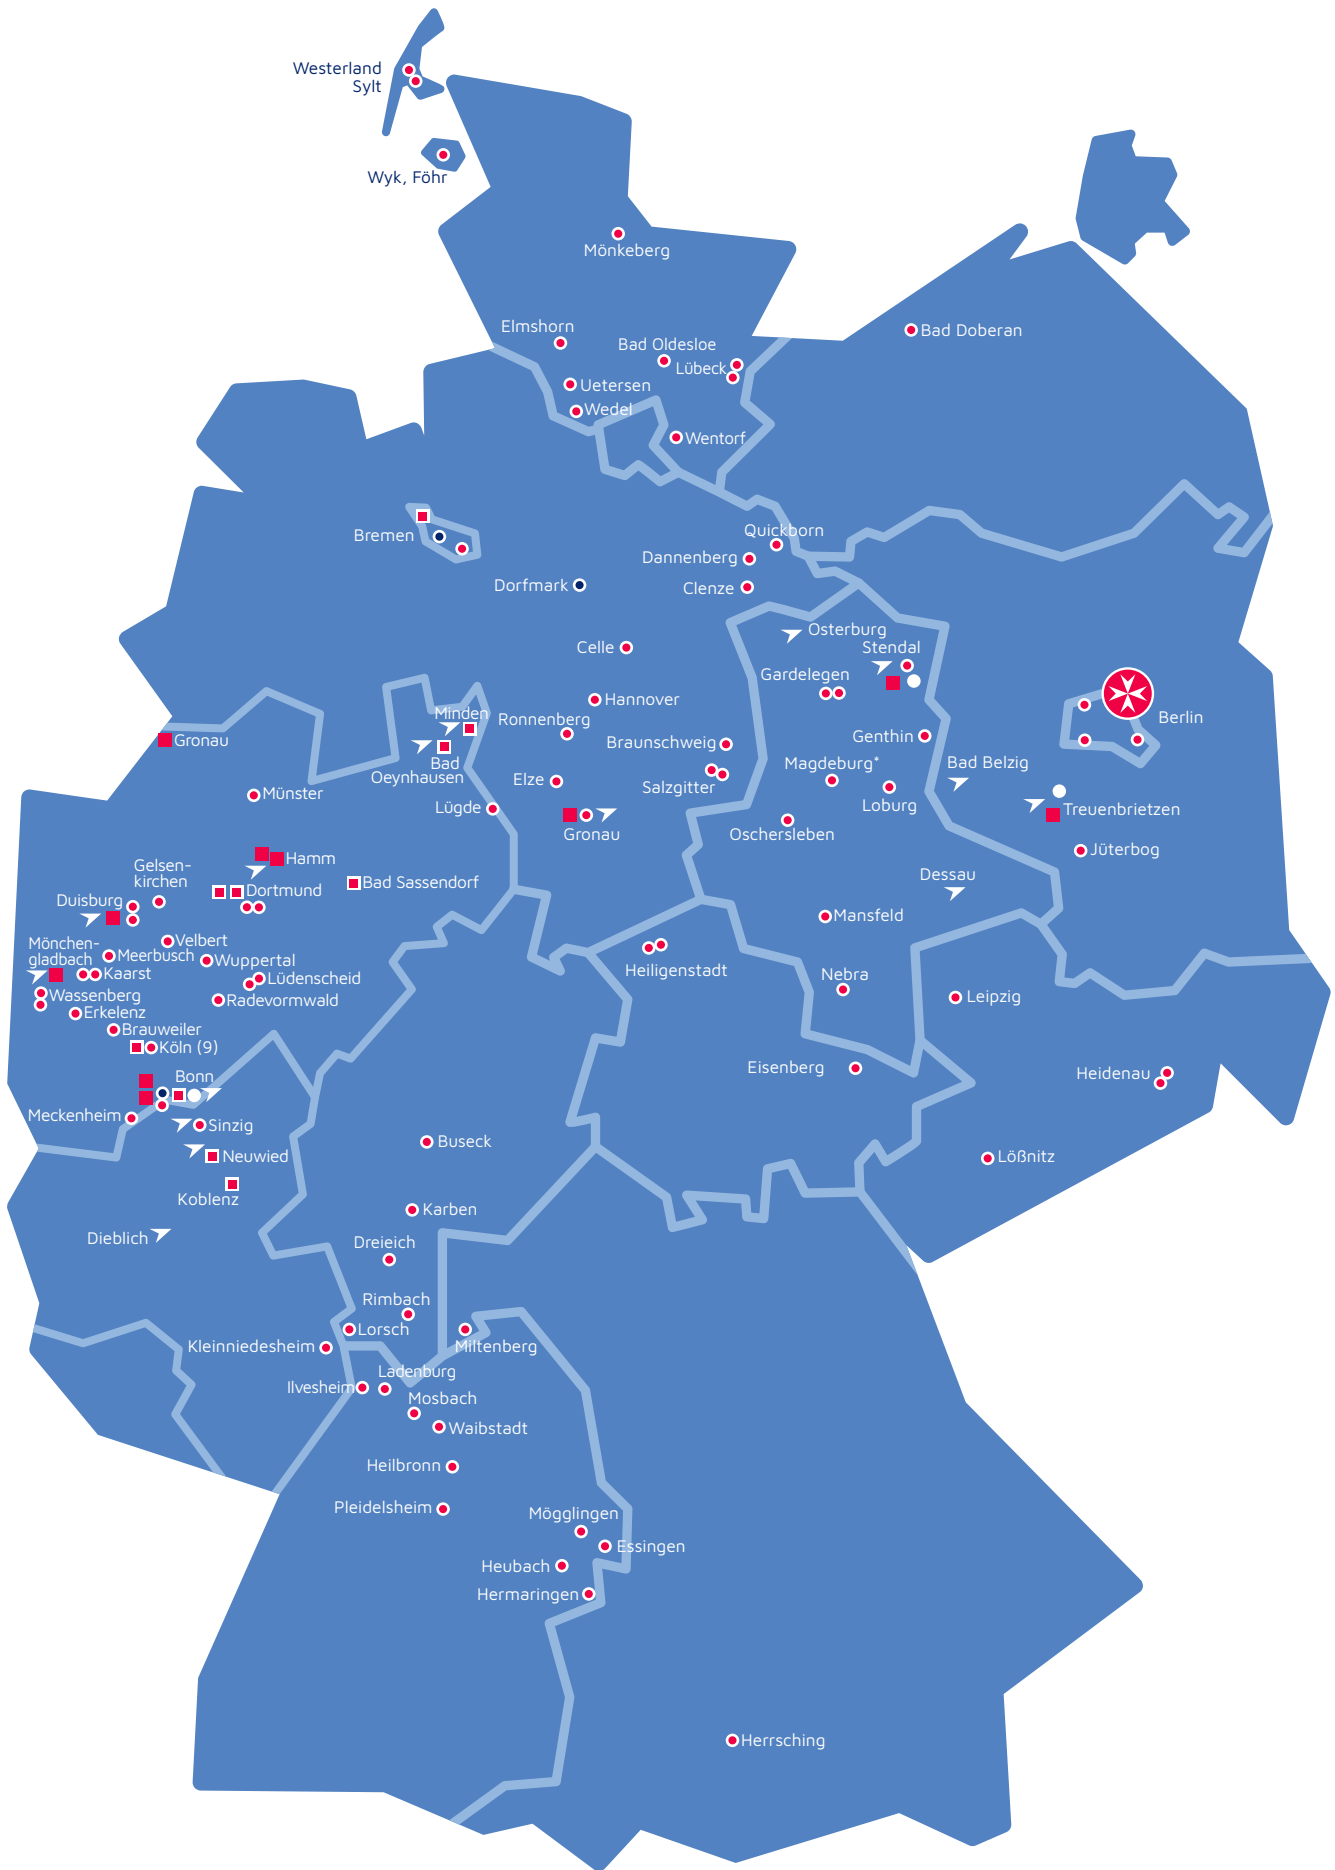 Westerland
Sylt
Wyk, Föhr
Mönkeberg
Elmshorn
Bad Doberan
Bad Oldesloe
Lübeck
Uetersen
Wedel
Wentorf
Quickborn
Bremen
Dannenberg
Dorfmark
Clenze
Osterburg
Celle
Stendal
Gardelegen
Hannover
Minden
Ronnenberg
Berlin
Gronau
Braunschweig
Genthin
Bad
Oeynhausen
Magdeburg*
Bad Belzig
Elze
Salzgitter
Münster
Lügde
Loburg
Treuenbrietzen
Gronau
Oschersleben
Jüterbog
Hamm
Gelsen-
kirchen
Dortmund
Bad Sassendorf
Dessau
Duisburg
Mansfeld
Velbert
Mönchen-
gladbach
Meerbusch
Wuppertal
Kaarst
Heiligenstadt
Nebra
Lüdenscheid
Wassenberg
Radevormwald
Leipzig
Erkelenz
Brauweiler
Köln (9)
Eisenberg
Heidenau
Bonn
Meckenheim
Sinzig
Buseck
Neuwied
Lößnitz
Koblenz
Karben
Dieblich
Dreieich
Rimbach
Lorsch
Kleinniedesheim
Miltenberg
Ladenburg
Ilvesheim
Mosbach
Waibstadt
Heilbronn
Pleidelsheim
Mögglingen
Essingen
Heubach
Hermaringen
Herrsching